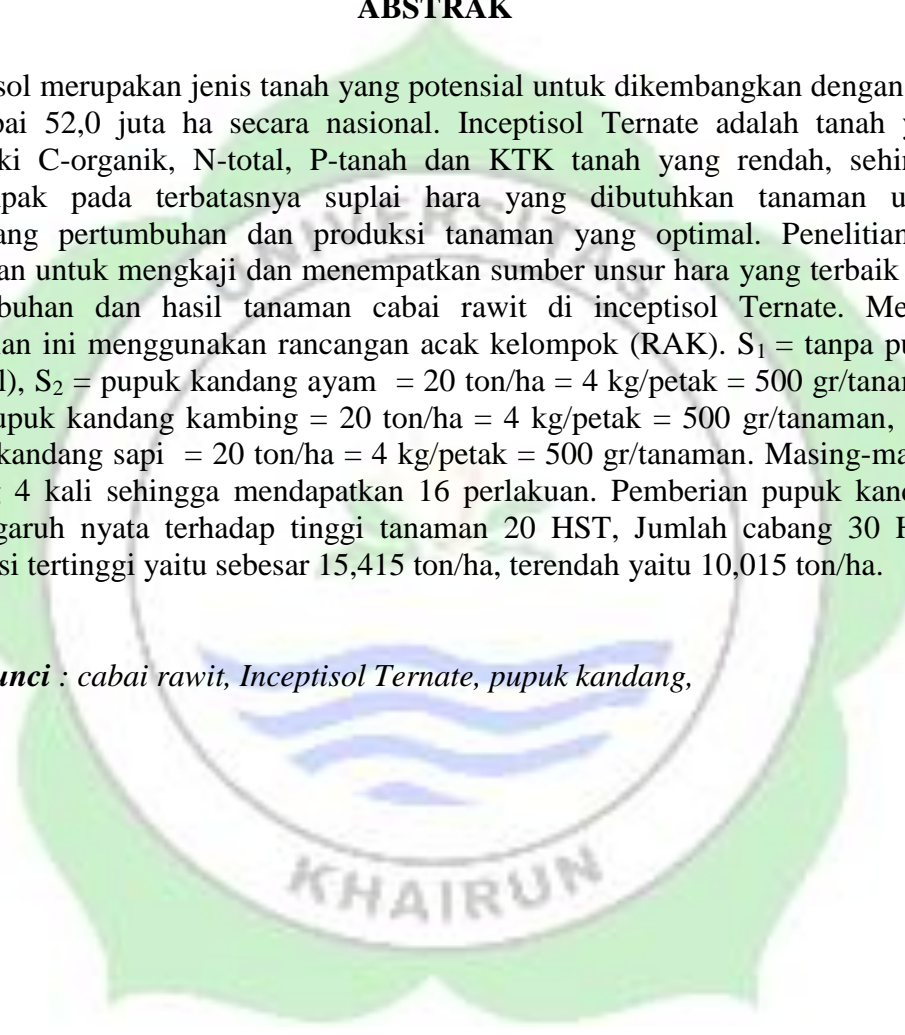 ABSTRAK
sol merupakan jenis tanah yang potensial untuk dikembangkan dengan
pai 52,0 juta ha secara nasional. Inceptisol Ternate adalah tanah y
ki C-organik, N-total, P-tanah dan KTK tanah yang rendah, sehin
pak pada terbatasnya suplai hara yang dibutuhkan tanaman u
ang pertumbuhan dan produksi tanaman yang optimal. Penelitian
an untuk mengkaji dan menempatkan sumber unsur hara yang terbaik
buhan dan hasil tanaman cabai rawit di inceptisol Ternate. Me
an ini menggunakan rancangan acak kelompok (RAK). S₁ = tanpa pu
l), S₂ = pupuk kandang ayam = 20 ton/ha = 4 kg/petak = 500 gr/tanam
upuk kandang kambing = 20 ton/ha = 4 kg/petak = 500 gr/tanaman,
kandang sapi = 20 ton/ha = 4 kg/petak = 500 gr/tanaman. Masing-ma
g 4 kali sehingga mendapatkan 16 perlakuan. Pemberian pupuk kand
garuh nyata terhadap tinggi tanaman 20 HST, Jumlah cabang 30 H
si tertinggi yaitu sebesar 15,415 ton/ha, terendah yaitu 10,015 ton/ha.
unci : cabai rawit, Inceptisol Ternate, pupuk kandang,
UNIVERSITAS
KHAIRUN